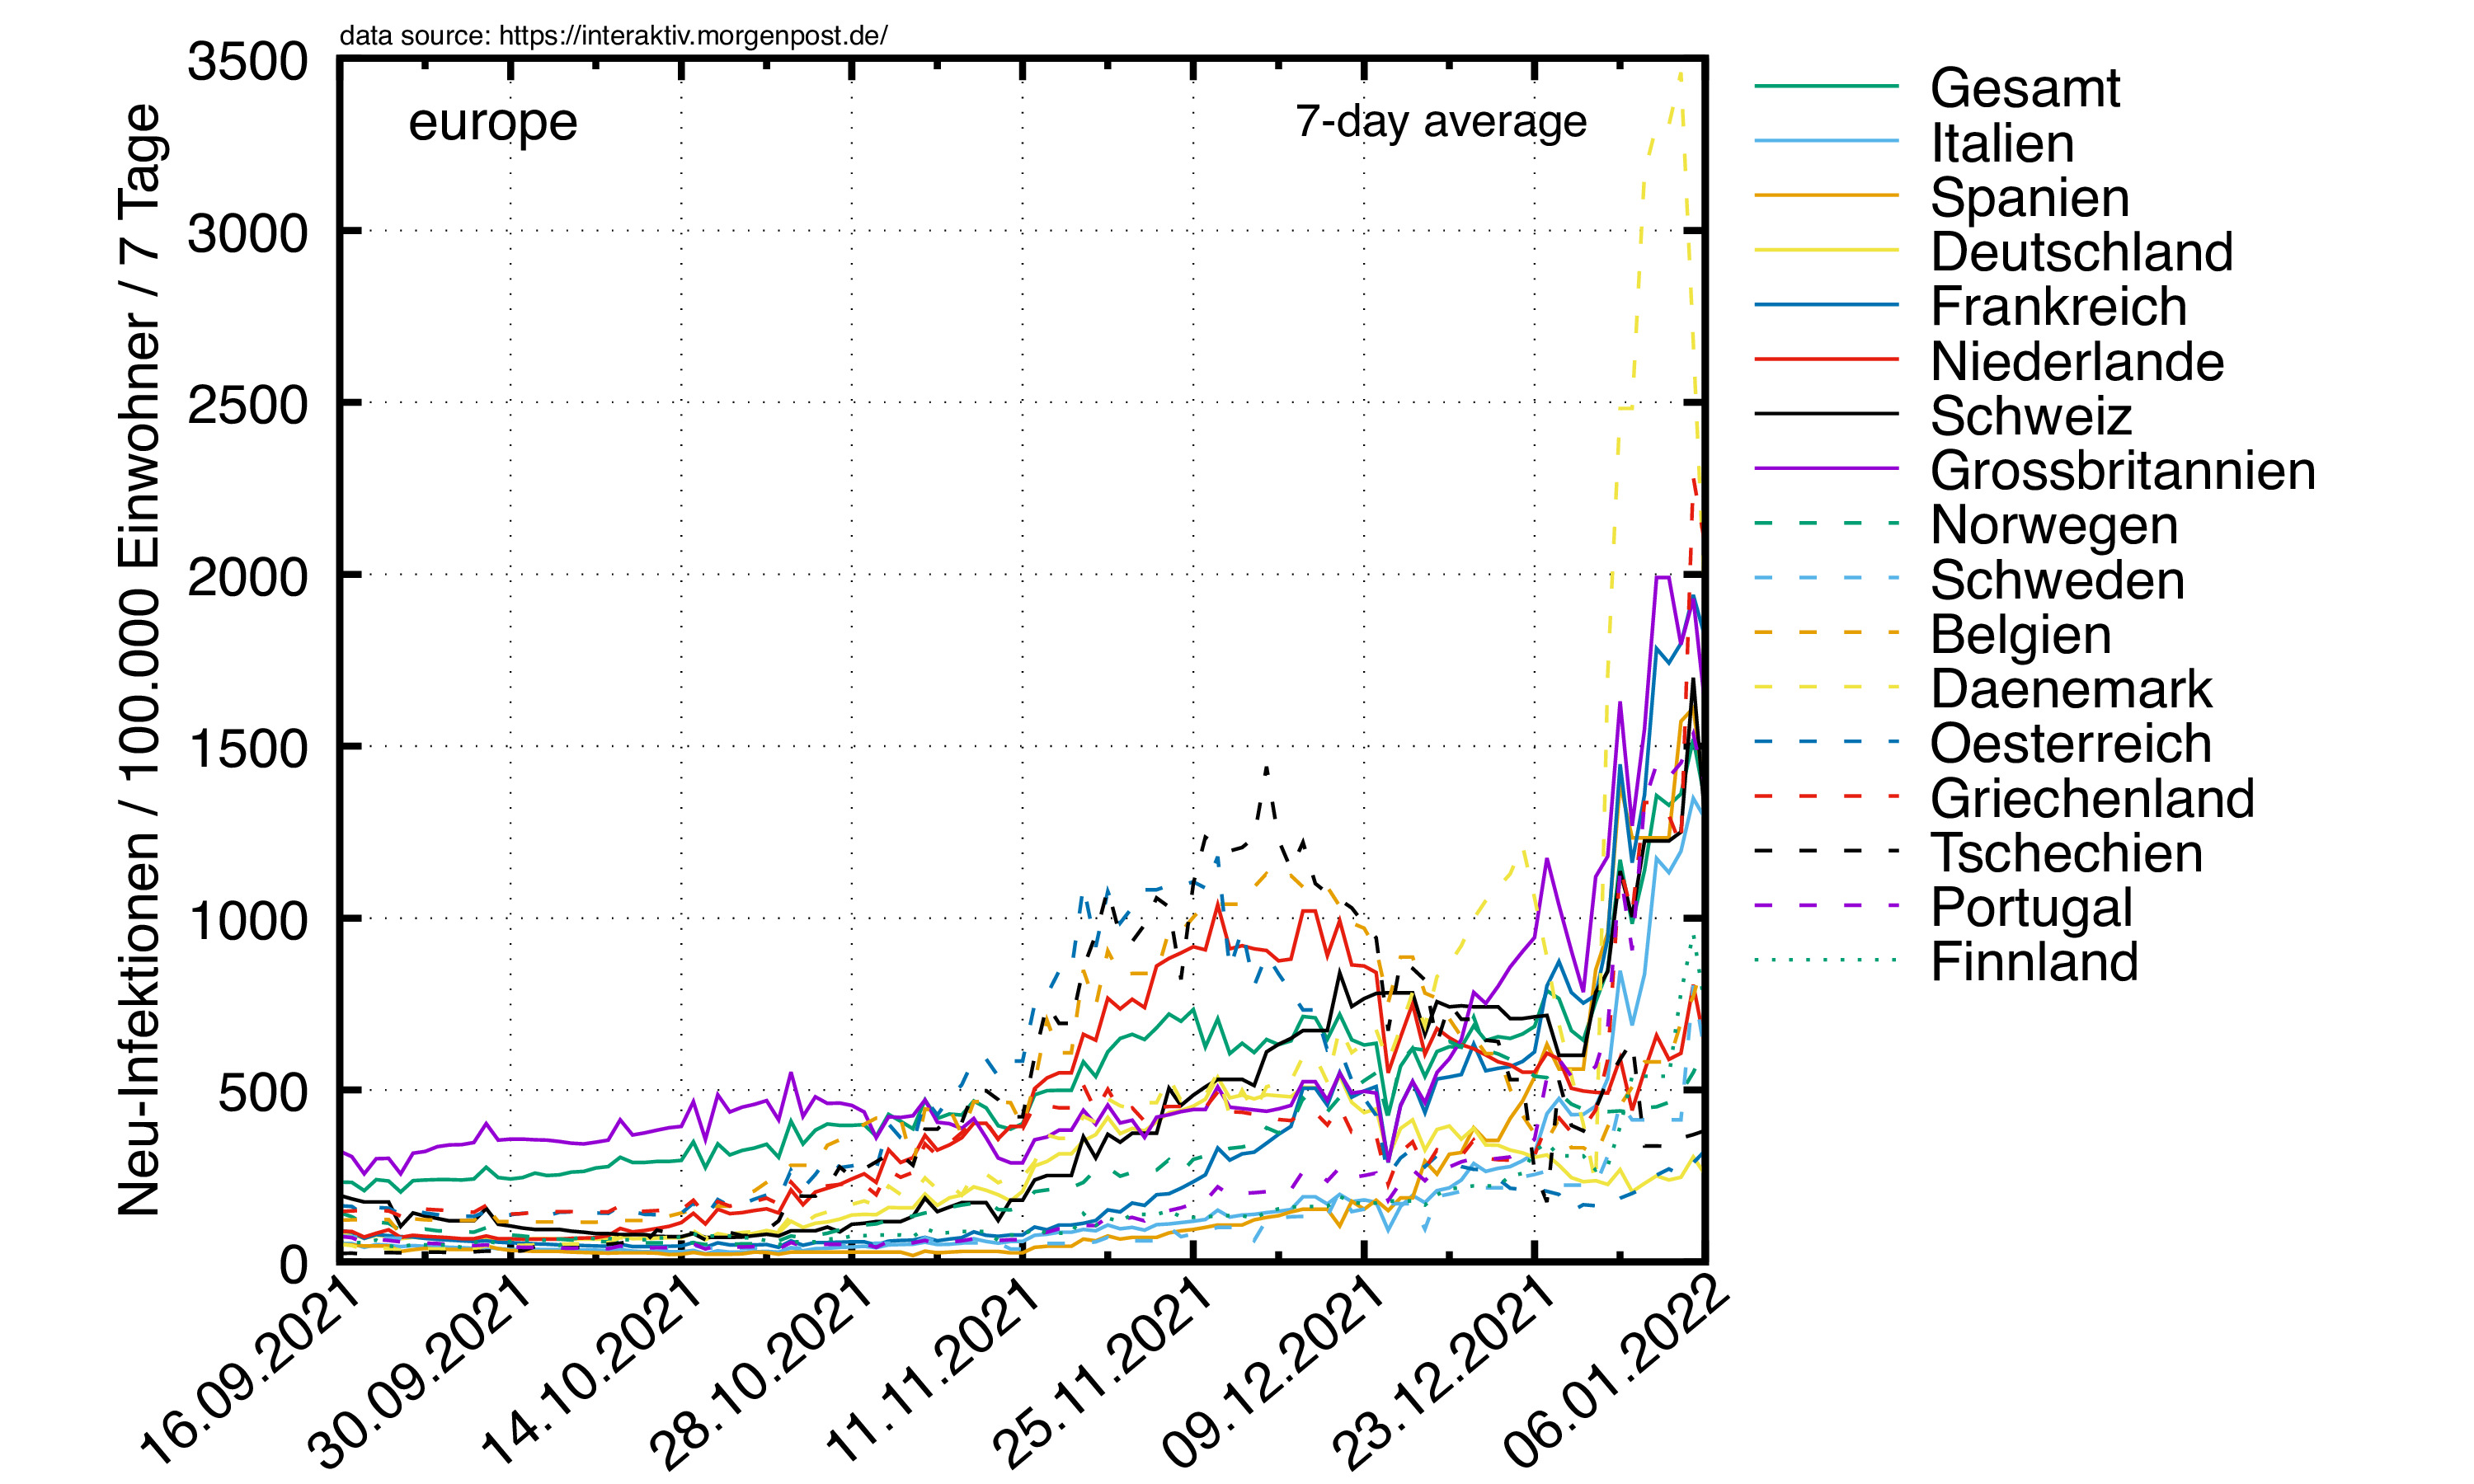 data source: https://interaktiv.morgenpost.de/
europe
7-day average
Neu-Infektionen / 100.000 Einwohner / 7 Tage
3500
3000
2500
2000
1500
1000
500
0
16.09.2021
30.09.2021
14.10.2021
28.10.2021
11.11.2021
25.11.2021
09.12.2021
23.12.2021
06.01.2022
Gesamt
Italien
Spanien
Deutschland
Frankreich
Niederlande
Schweiz
Grossbritannien
Norwegen
Schweden
Belgien
Daenemark
Oesterreich
Griechenland
Tschechien
Portugal
Finnland